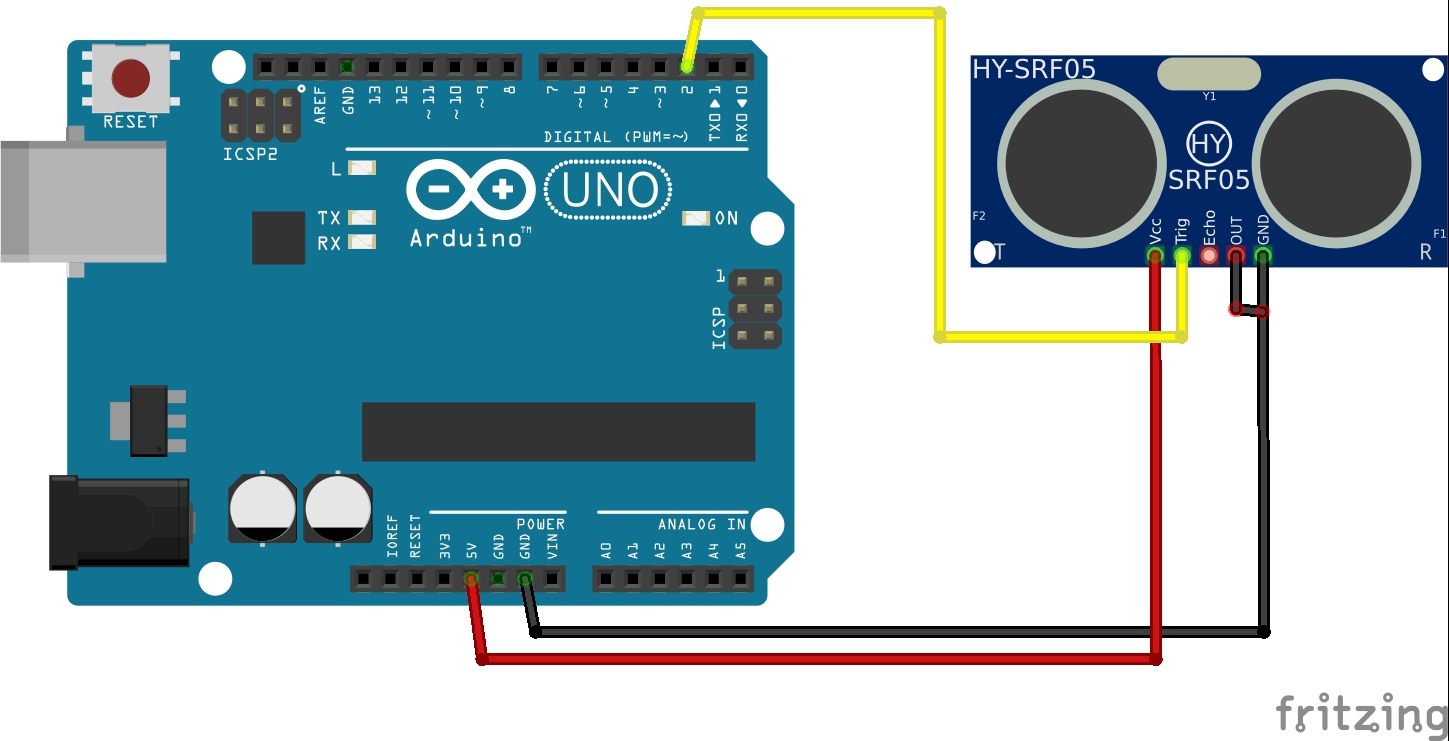 RESET
ICSP2
AREF
GND
13
12
~11
~10
~9
8
7
~6
~5
4
~3
2
TX0 ▶ 1
RX0 ◀ 0
DIGITAL (PWM=~)
L
TX
RX
Arduino™
UNO
ON
1
ICSP
POWER
ANALOG IN
IOREF
RESET
3V3
5V
GND
GND
VIN
A0
A1
A2
A3
A4
A5
HY-SRF05
Y1
HY
SRF05
F2
F1
Vcc
Trig
Echo
OUT
GND
T
R
fritzing